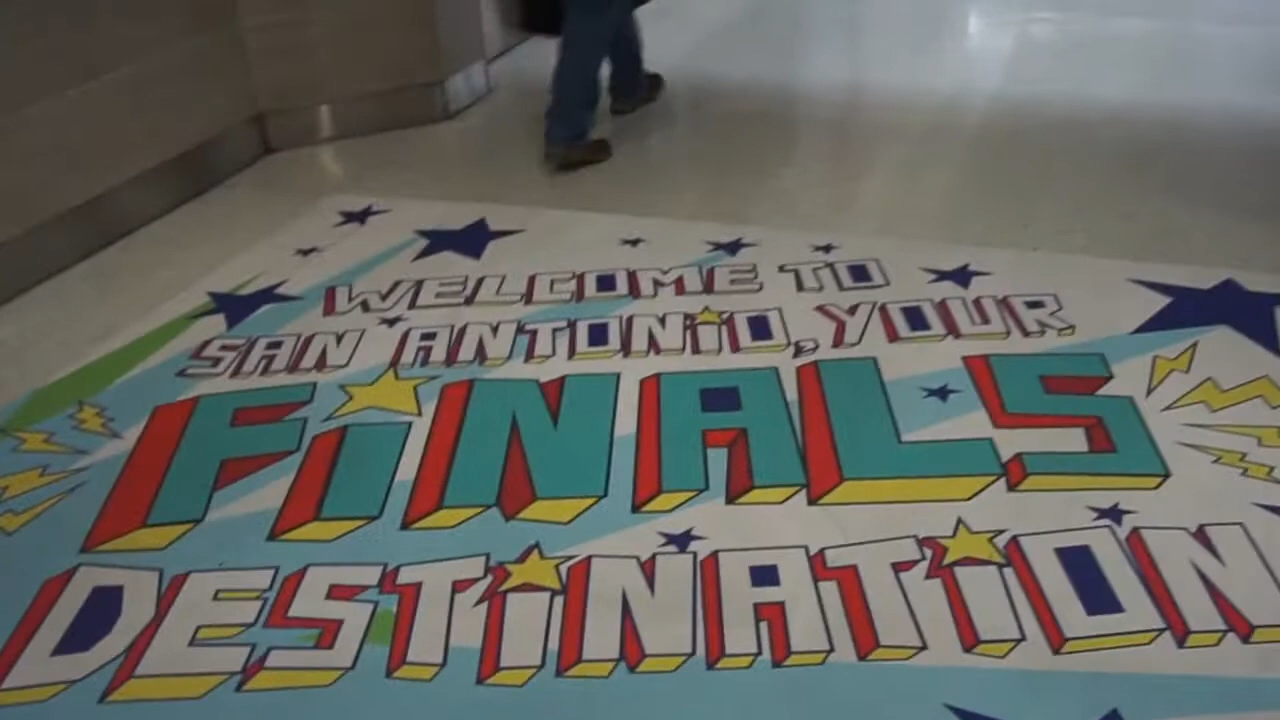 WELCOME TO
SAN ANTONiO, YOUR
FiNALS
DESTiNATiON